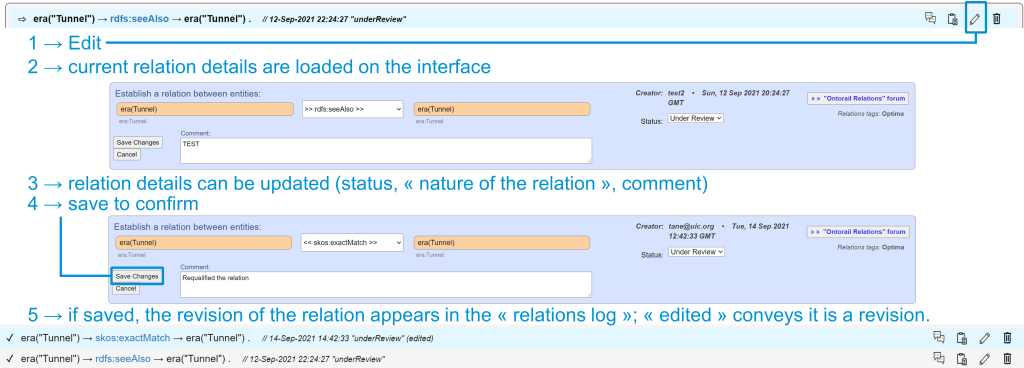 ⇨ era("Tunnel") → rdfs:seeAlso → era("Tunnel") . // 12-Sep-2021 22:24:27 "underReview"
1 → Edit
2 → current relation details are loaded on the interface
Establish a relation between entities:
era(Tunnel) >> rdfs:seeAlso >> era(Tunnel)
era:Tunnel era:Tunnel
Comment:
TEST
Save Changes
Cancel
Creator: test2 • Sun, 12 Sep 2021 20:24:27
GMT
Status: Under Review
» » "Ontorail Relations" forum
Relations tags: Optima
3 → relation details can be updated (status, « nature of the relation », comment)
4 → save to confirm
Establish a relation between entities:
era(Tunnel) << skos:exactMatch >> era(Tunnel)
era:Tunnel era:Tunnel
Comment:
Requalified the relation
Save Changes
Cancel
Creator: tane@uic.org • Tue, 14 Sep 2021
12:42:33 GMT
Status: Under Review
» » "Ontorail Relations" forum
Relations tags: Optima
5 → if saved, the revision of the relation appears in the « relations log »; « edited » conveys it is a revision.
✓ era("Tunnel") → skos:exactMatch → era("Tunnel") . // 14-Sep-2021 14:42:33 "underReview" (edited)
✓ era("Tunnel") → rdfs:seeAlso → era("Tunnel") . // 12-Sep-2021 22:24:27 "underReview"